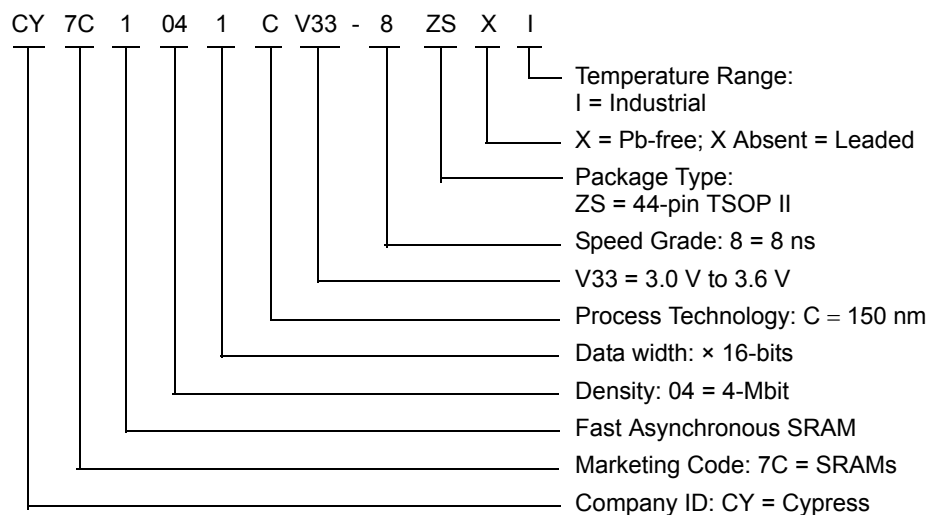 CY 7C 1 04 1 C V33 - 8 ZS X I
Temperature Range:
I = Industrial
X = Pb-free; X Absent = Leaded
Package Type:
ZS = 44-pin TSOP II
Speed Grade: 8 = 8 ns
V33 = 3.0 V to 3.6 V
Process Technology: C = 150 nm
Data width: × 16-bits
Density: 04 = 4-Mbit
Fast Asynchronous SRAM
Marketing Code: 7C = SRAMs
Company ID: CY = Cypress